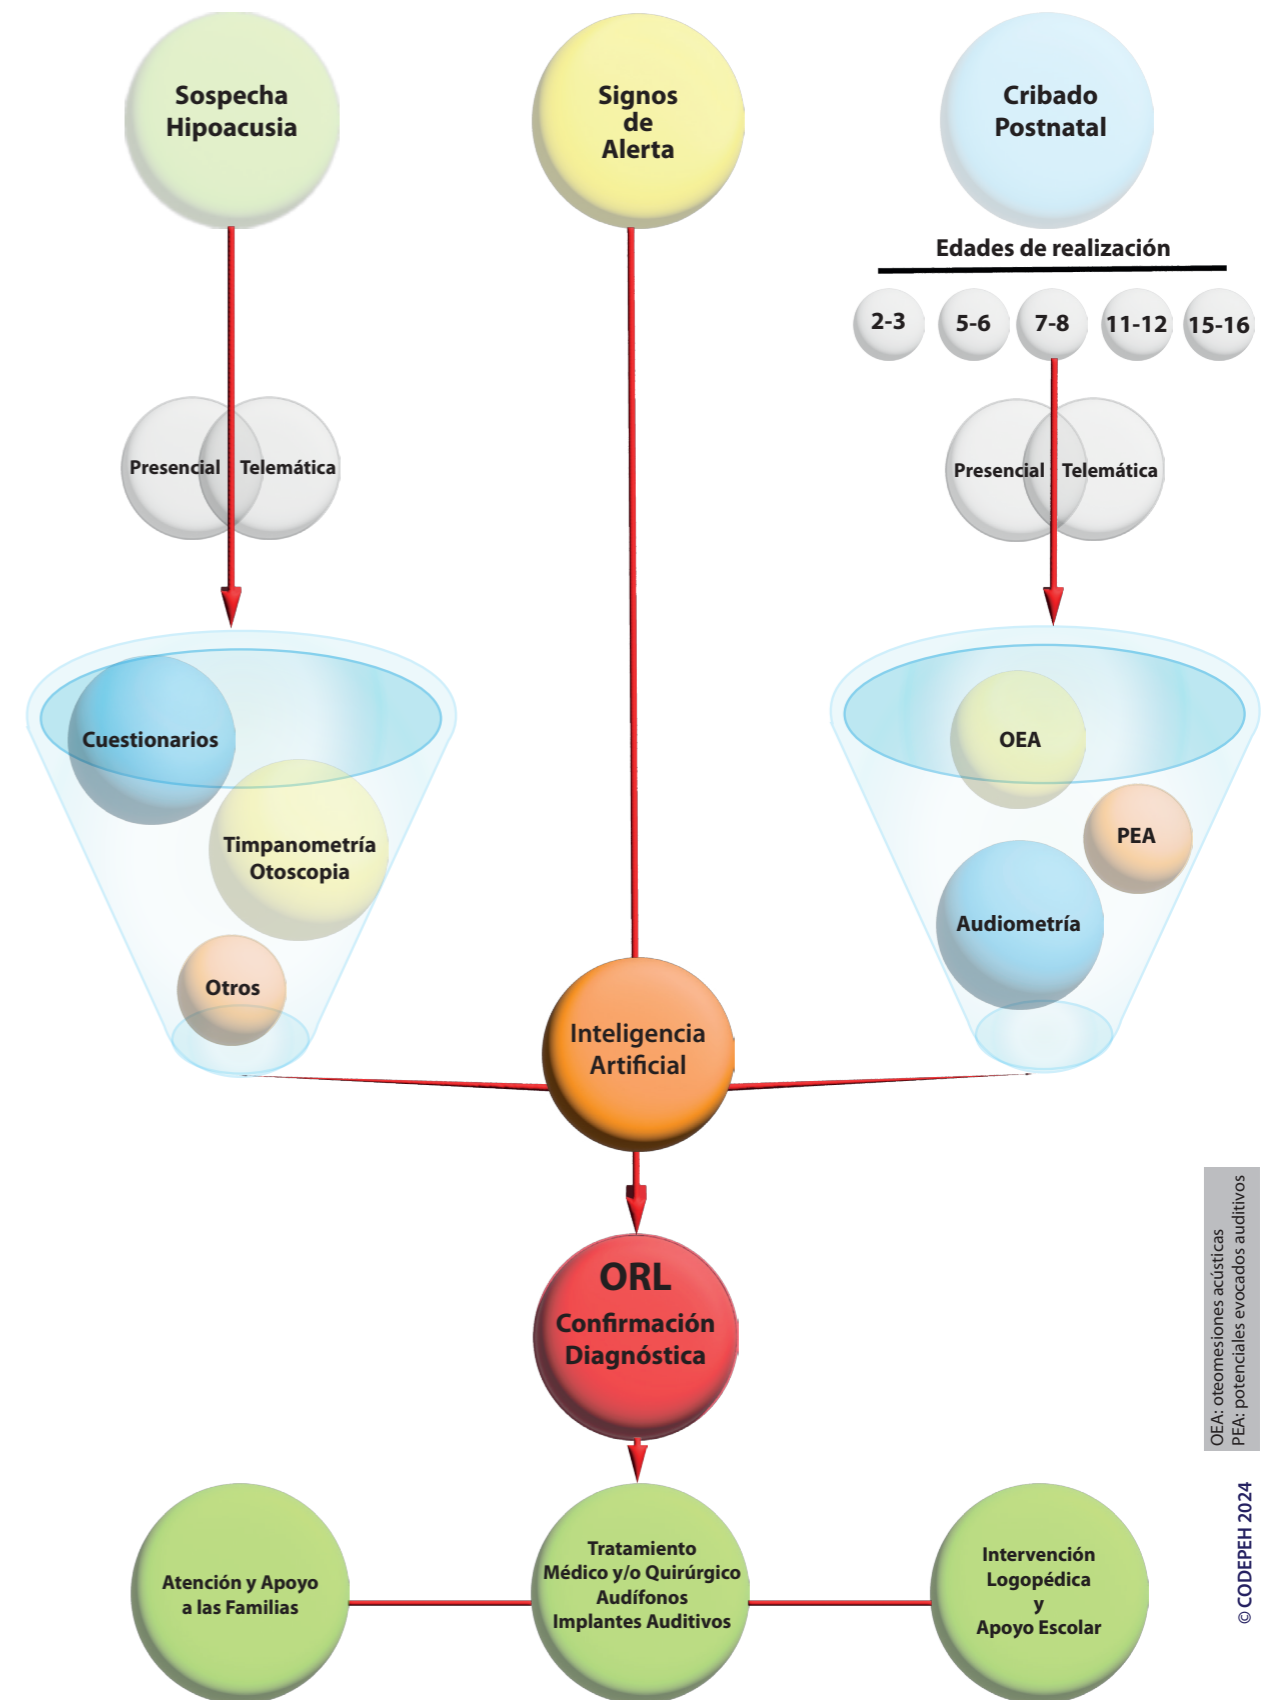 Sospecha
Hipoacusia
Signos
de
Alerta
Cribado
Postnatal
Edades de realización
2-3
5-6
7-8
11-12
15-16
Presencial
Telemática
Presencial
Telemática
Cuestionarios
Timpanometría
Otoscopia
Otros
OEA
PEA
Audiometría
Inteligencia
Artificial
ORL
Confirmación
Diagnóstica
Atención y Apoyo
a las Familias
Tratamiento
Médico y/o Quirúrgico
Audífonos
Implantes Auditivos
Intervención
Logopédica
y
Apoyo Escolar
OEA: oteomesiones acústicas
PEA: potenciales evocados auditivos
© CODEPEH 2024